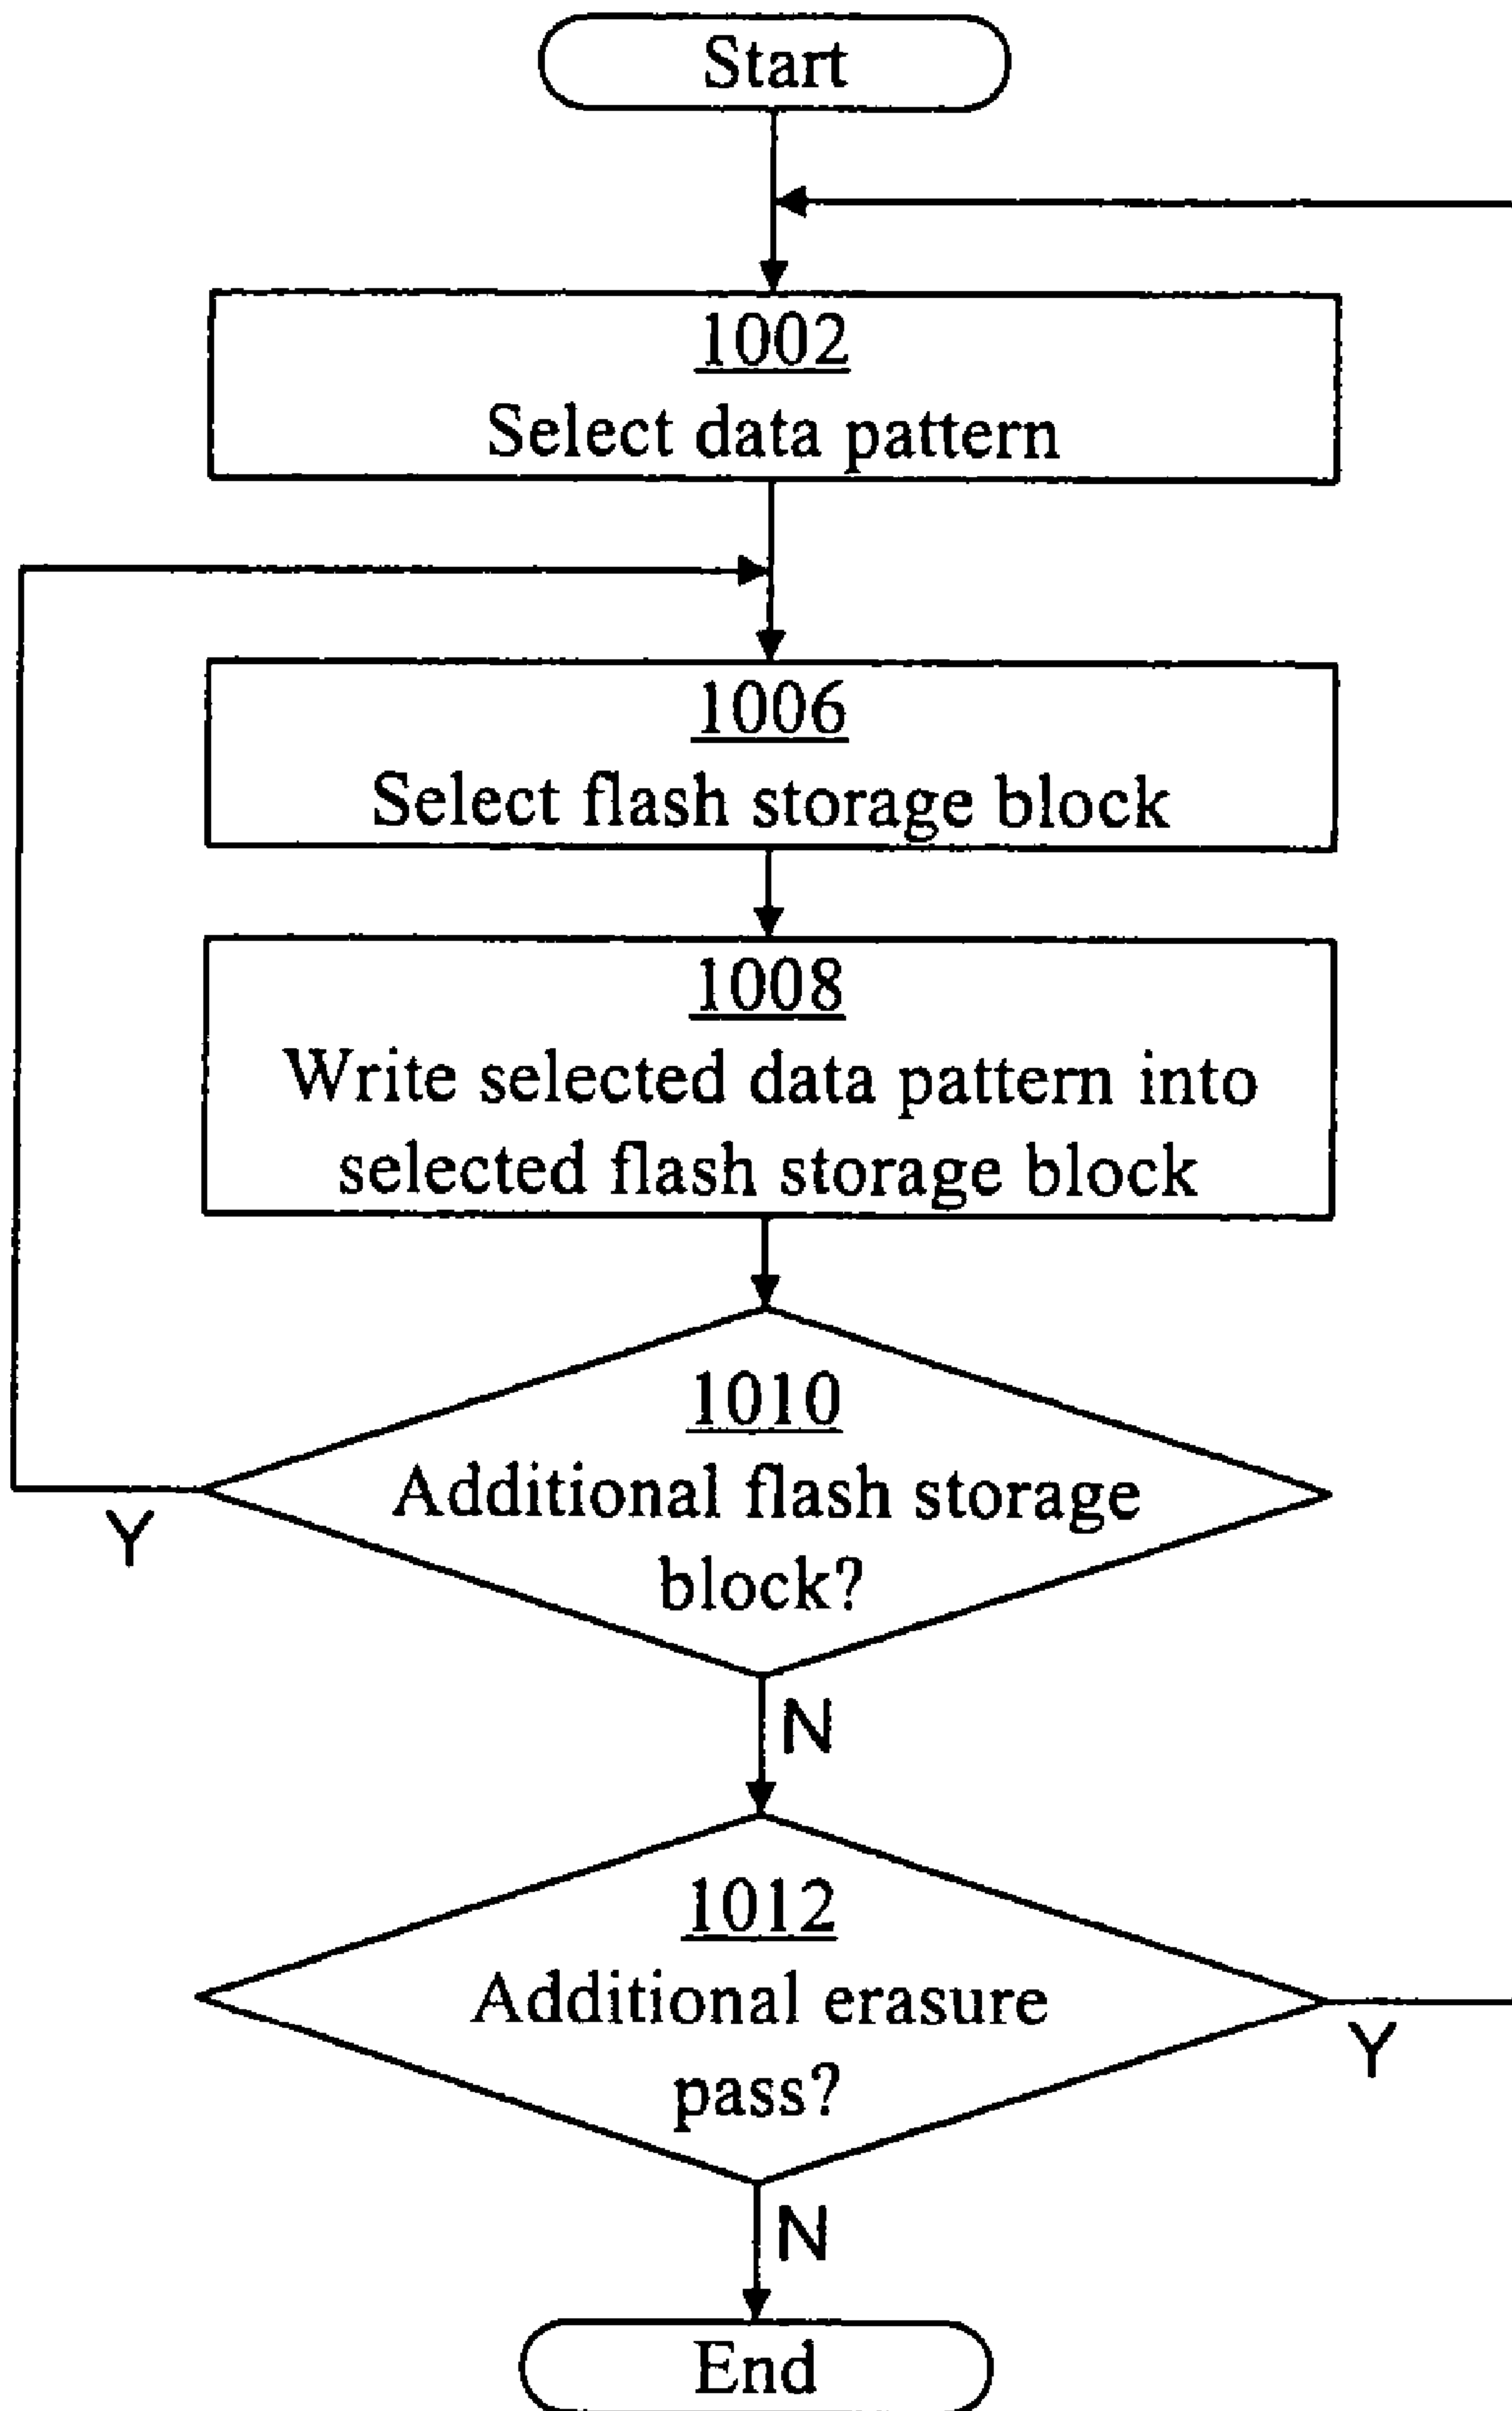 Start
1002
Select data pattern
1006
Select flash storage block
1008
Write selected data pattern into
selected flash storage block
1010
Additional flash storage
block?
Y
N
1012
Additional erasure
pass?
Y
N
End